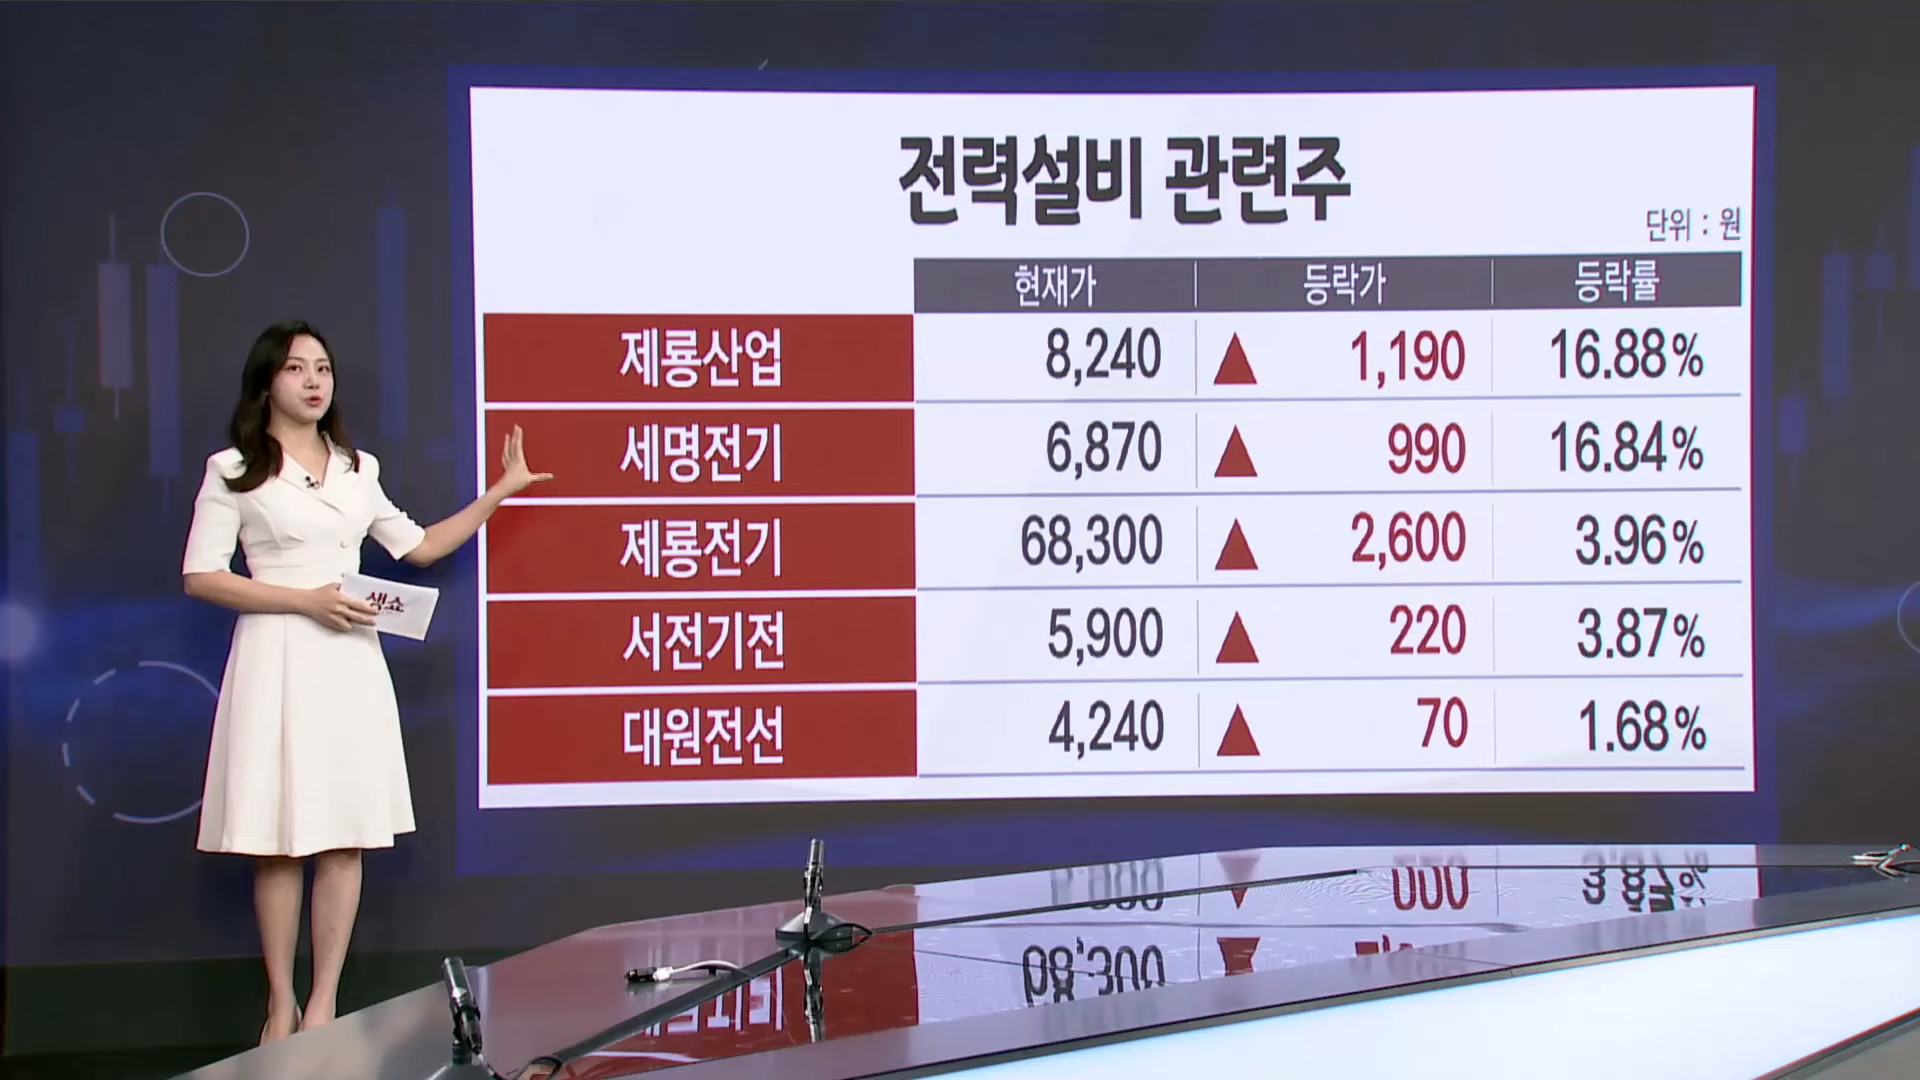 전력설비 관련주
단위 : 원
현재가 등락가 등락률
제룡산업 8,240 ▲ 1,190 16.88%
세명전기 6,870 ▲ 990 16.84%
제룡전기 68,300 ▲ 2,600 3.96%
서전기전 5,900 ▲ 220 3.87%
대원전선 4,240 ▲ 70 1.68%
색쇼